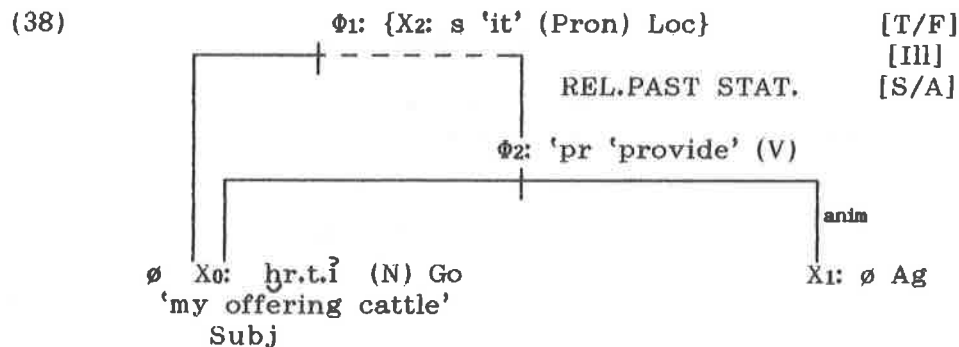 (38) Φ1: {X2: s 'it' (Pron) Loc} [T/F]
[Ill]
REL.PAST STAT. [S/A]
Φ2: 'pr 'provide' (V)
anim
ø X0: ẖr.t.ỉ (N) Go X1: ø Ag
'my offering cattle'
Subj